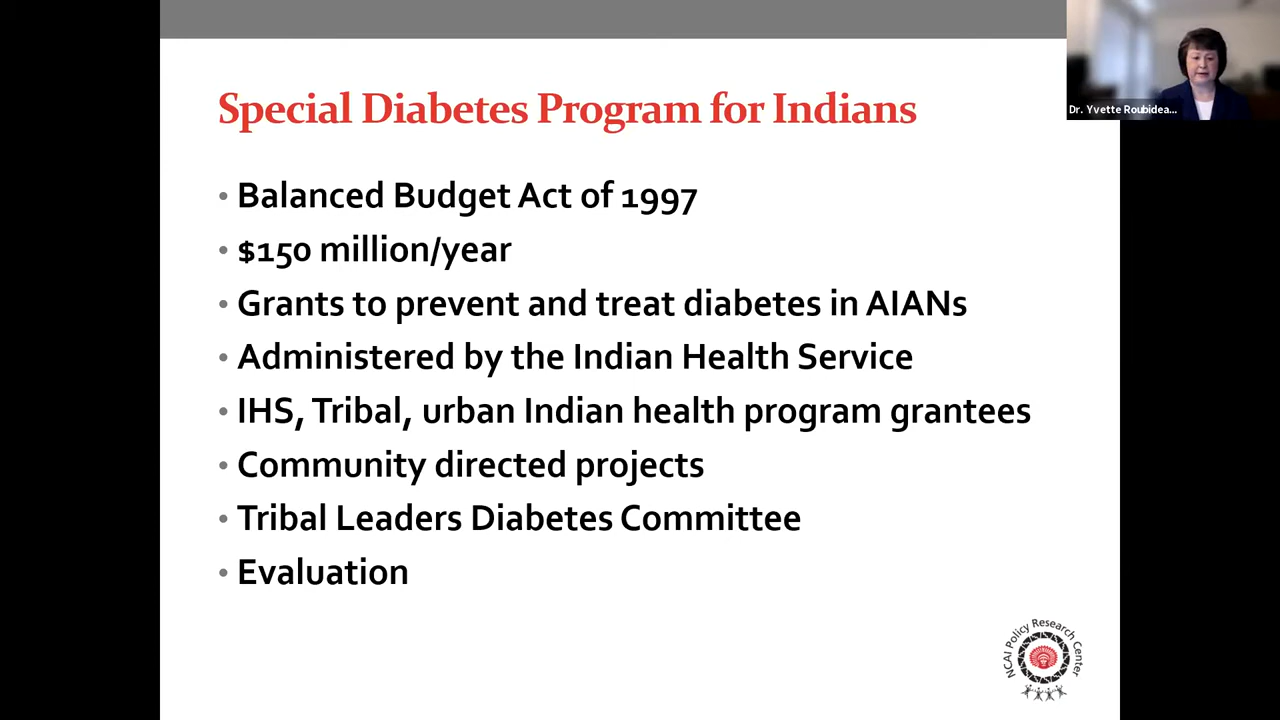 Special Diabetes Program for Indians
Dr. Yvette Roubidea...
• Balanced Budget Act of 1997
• $150 million/year
• Grants to prevent and treat diabetes in AIANs
• Administered by the Indian Health Service
• IHS, Tribal, urban Indian health program grantees
• Community directed projects
• Tribal Leaders Diabetes Committee
• Evaluation
NCAI Policy Research Center